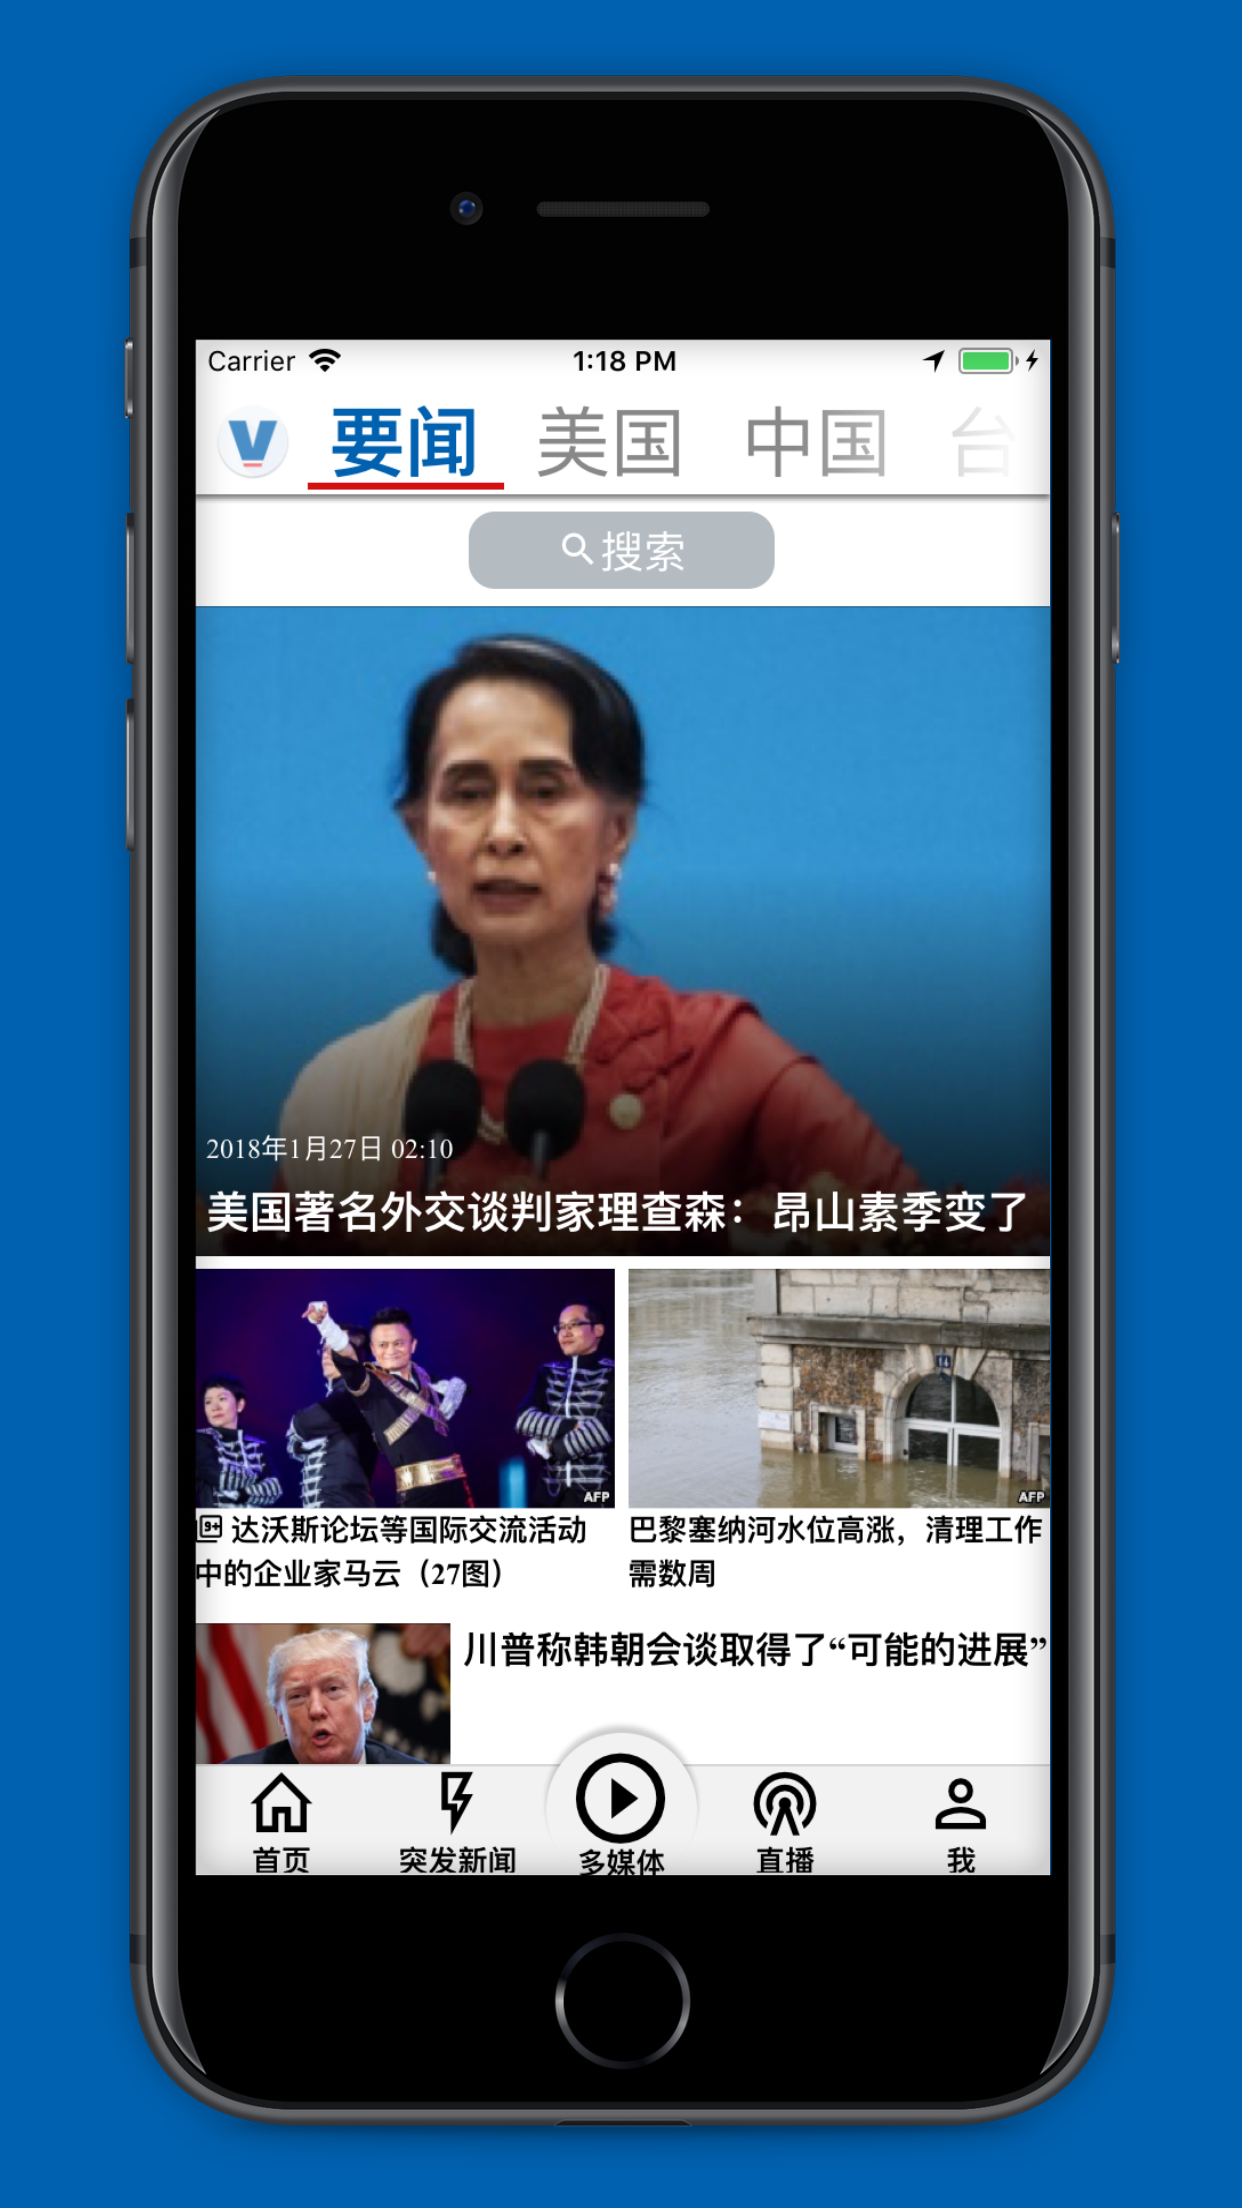 Carrier 1:18 PM
V 要闻 美国 中国 台
搜索
2018年1月27日 02:10
美国著名外交谈判家理查森：昂山素季变了
14
AFP
AFP
9+ 达沃斯论坛等国际交流活动
中的企业家马云（27图）
巴黎塞纳河水位高涨，清理工作
需数周
川普称韩朝会谈取得了“可能的进展”
首页 突发新闻 多媒体 直播 我